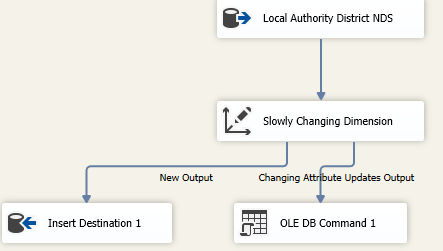 Local Authority District NDS
Slowly Changing Dimension
New Output
Changing Attribute Updates Output
Insert Destination 1
OLE DB Command 1